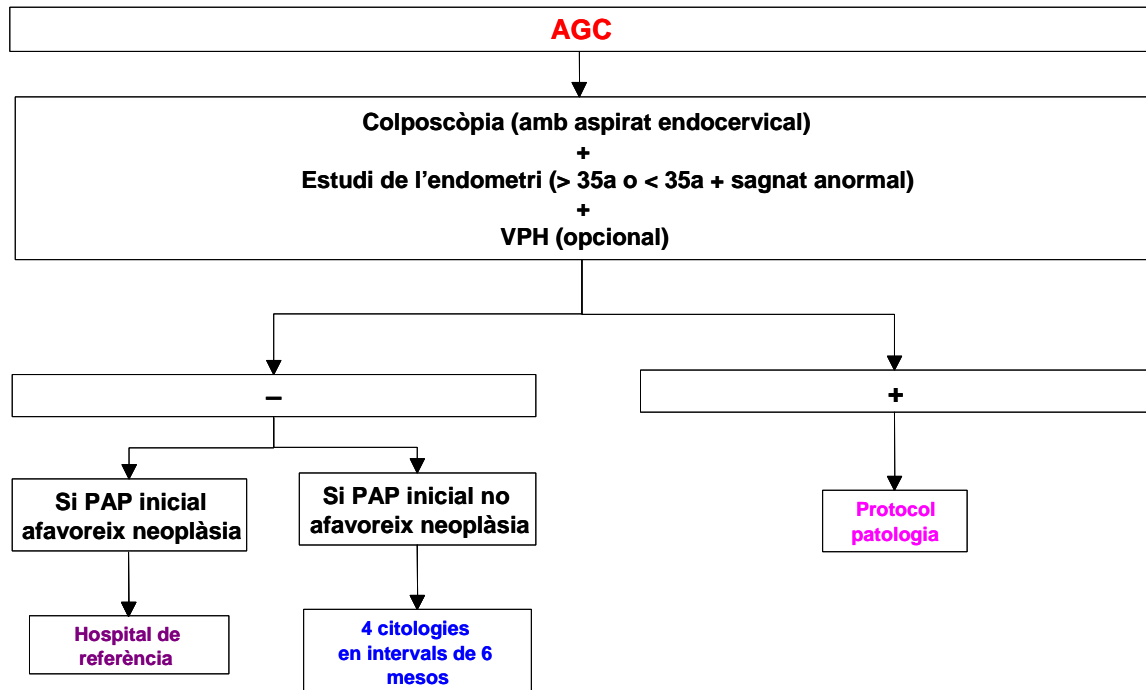 AGC
Colposcòpia (amb aspirat endocervical)
+
Estudi de l'endometri (> 35a o < 35a + sagnat anormal)
+
VPH (opcional)
–
+
Si PAP inicial
afavoreix neoplàsia
Si PAP inicial no
afavoreix neoplàsia
Protocol
patologia
Hospital de
referència
4 citologies
en intervals de 6
mesos